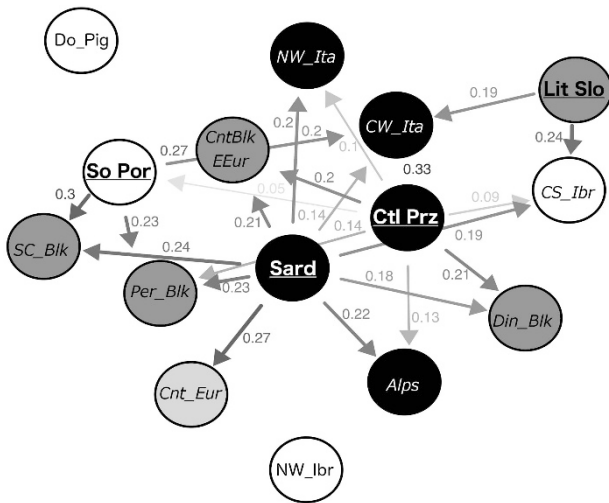 Do_Pig
NW_Ita
Lit Slo
0.19
CW_Ita
0.2
0.2
0.1
CntBlk
EEur
0.27
0.24
So Por
0.33
0.2
0.05
0.09
CS_Ibr
0.3
0.23
0.21
0.14
0.14
Ctl Prz
0.19
SC_Blk
0.24
Sard
0.21
Per_Blk
0.23
0.18
Din_Blk
0.22
0.13
0.27
Cnt_Eur
Alps
NW_Ibr